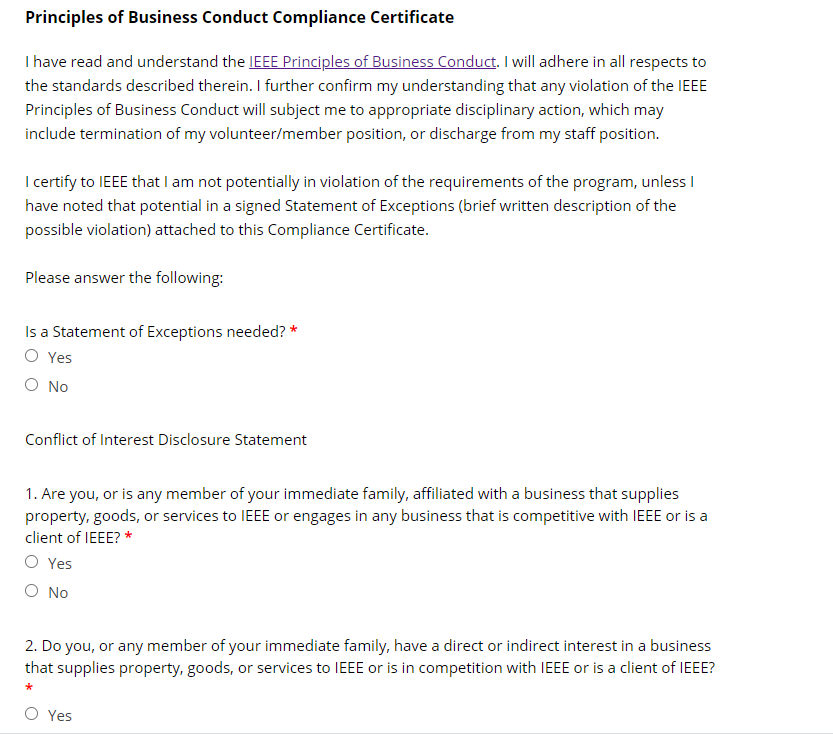 Principles of Business Conduct Compliance Certificate
I have read and understand the IEEE Principles of Business Conduct. I will adhere in all respects to
the standards described therein. I further confirm my understanding that any violation of the IEEE
Principles of Business Conduct will subject me to appropriate disciplinary action, which may
include termination of my volunteer/member position, or discharge from my staff position.
I certify to IEEE that I am not potentially in violation of the requirements of the program, unless I
have noted that potential in a signed Statement of Exceptions (brief written description of the
possible violation) attached to this Compliance Certificate.
Please answer the following:
Is a Statement of Exceptions needed? *
Yes
No
Conflict of Interest Disclosure Statement
1. Are you, or is any member of your immediate family, affiliated with a business that supplies
property, goods, or services to IEEE or engages in any business that is competitive with IEEE or is a
client of IEEE? *
Yes
No
2. Do you, or any member of your immediate family, have a direct or indirect interest in a business
that supplies property, goods, or services to IEEE or is in competition with IEEE or is a client of IEEE?
*
Yes